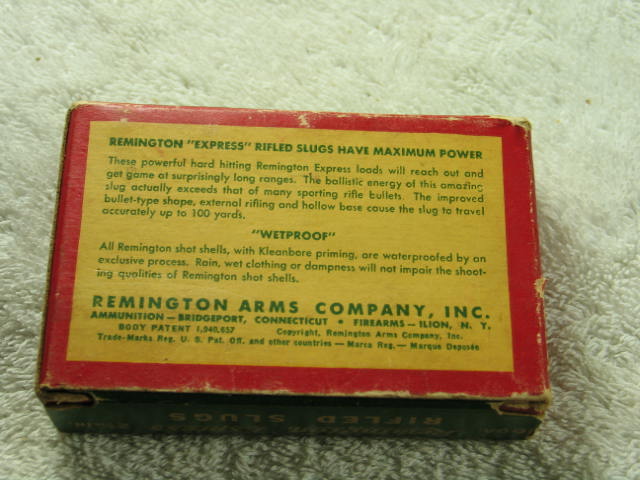 REMINGTON "EXPRESS" RIFLED SLUGS HAVE MAXIMUM POWER
These powerful hard hitting Remington Express loads will reach out and
get game at surprisingly long ranges. The ballistic energy of this amazing
slug actually exceeds that of many sporting rifle bullets. The improved
bullet-type shape, external rifling and hollow base cause the slug to travel
accurately up to 100 yards.
"WETPROOF"
All Remington shot shells, with Kleanbore priming, are waterproofed by an
exclusive process. Rain, wet clothing or dampness will not impair the shoot-
ing qualities of Remington shot shells.
REMINGTON ARMS COMPANY, INC.
AMMUNITION — BRIDGEPORT, CONNECTICUT • FIREARMS — ILION, N. Y.
BODY PATENT 1,940,657 Copyright, Remington Arms Company, Inc.
Trade-Marks Reg. U. S. Pat. Off. and other countries — Marca Reg. — Marque Deposée
RIFLED SLUGS